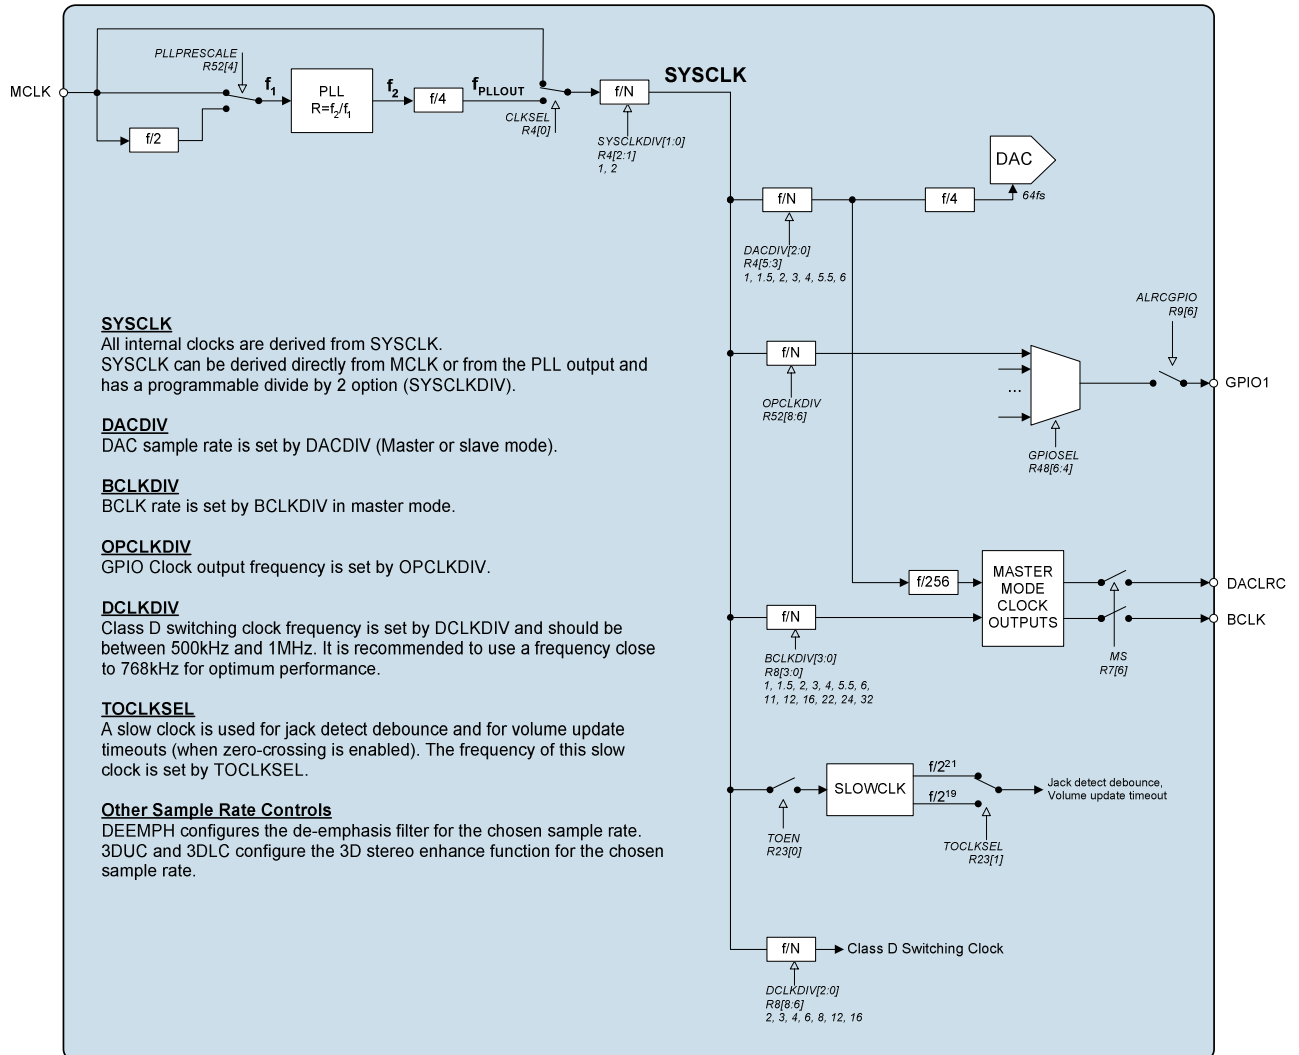 MCLK
PLLPRESCALE
R52[4]
f/2
f1
PLL
R=f2/f1
f2
f/4
fPLLOUT
CLKSEL
R4[0]
f/N
SYSCLKDIV[1:0]
R4[2:1]
1, 2
SYSCLK
f/N
DACDIV[2:0]
R4[5:3]
1, 1.5, 2, 3, 4, 5.5, 6
f/4
DAC
64fs
f/N
OPCLKDIV
R52[8:6]
...
GPIOSEL
R48[6:4]
ALRCGPIO
R9[6]
GPIO1
SYSCLK
All internal clocks are derived from SYSCLK.
SYSCLK can be derived directly from MCLK or from the PLL output and
has a programmable divide by 2 option (SYSCLKDIV).
DACDIV
DAC sample rate is set by DACDIV (Master or slave mode).
BCLKDIV
BCLK rate is set by BCLKDIV in master mode.
OPCLKDIV
GPIO Clock output frequency is set by OPCLKDIV.
DCLKDIV
Class D switching clock frequency is set by DCLKDIV and should be
between 500kHz and 1MHz. It is recommended to use a frequency close
to 768kHz for optimum performance.
TOCLKSEL
A slow clock is used for jack detect debounce and for volume update
timeouts (when zero-crossing is enabled). The frequency of this slow
clock is set by TOCLKSEL.
Other Sample Rate Controls
DEEMPH configures the de-emphasis filter for the chosen sample rate.
3DUC and 3DLC configure the 3D stereo enhance function for the chosen
sample rate.
f/256
MASTER
MODE
CLOCK
OUTPUTS
DACLRC
BCLK
MS
R7[6]
f/N
BCLKDIV[3:0]
R8[3:0]
1, 1.5, 2, 3, 4, 5.5, 6,
11, 12, 16, 22, 24, 32
TOEN
R23[0]
SLOWCLK
f/2²¹
f/2¹⁹
TOCLKSEL
R23[1]
Jack detect debounce,
Volume update timeout
f/N
Class D Switching Clock
DCLKDIV[2:0]
R8[8:6]
2, 3, 4, 6, 8, 12, 16